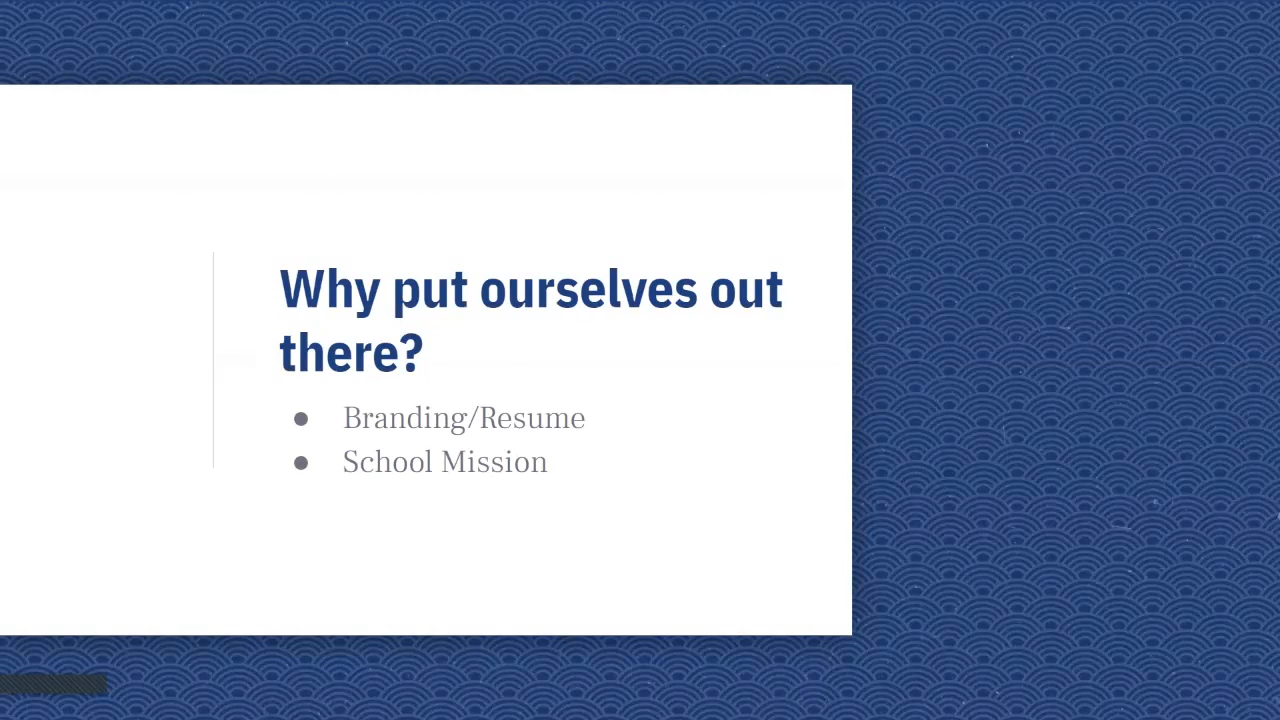 Why put ourselves out
there?
● Branding/Resume
● School Mission